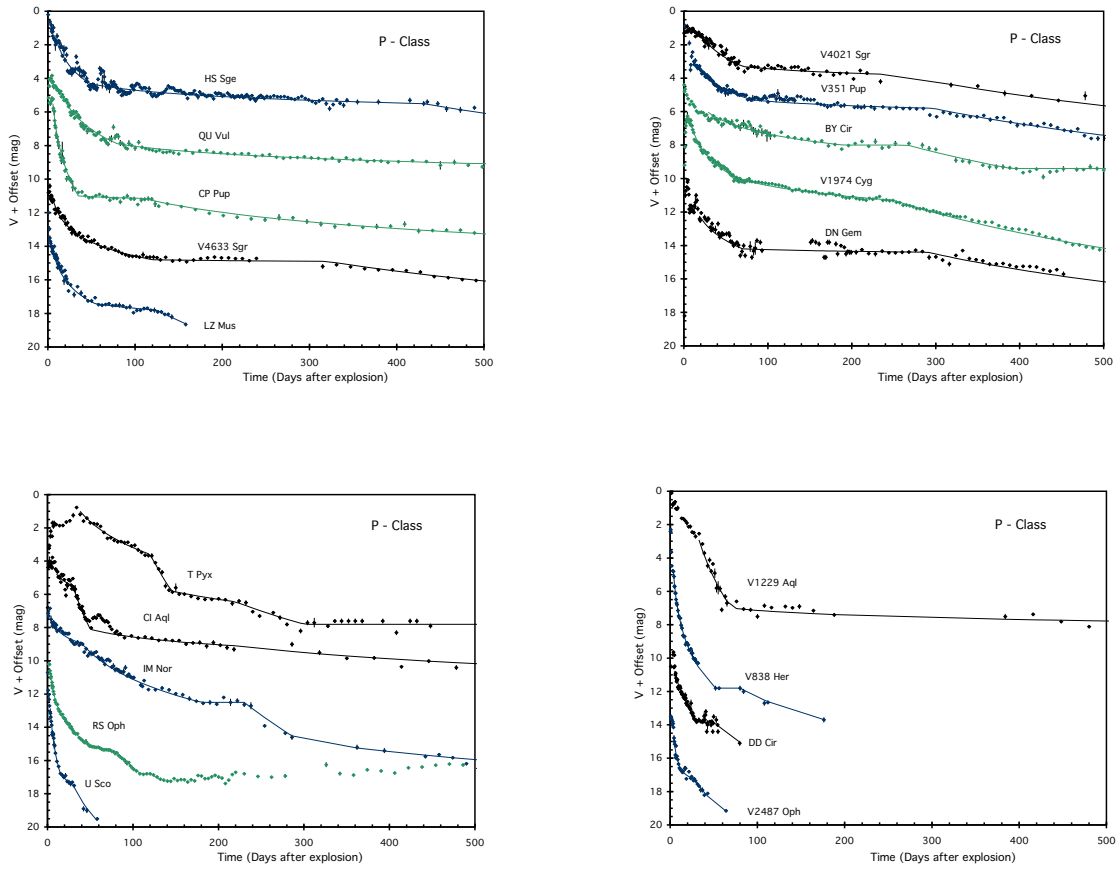 P - Class
HS Sge
QU Vul
CP Pup
V4633 Sgr
LZ Mus
V + Offset (mag)
0
2
4
6
8
10
12
14
16
18
20
0 100 200 300 400 500
Time (Days after explosion)
P - Class
V4021 Sgr
V351 Pup
BY Cir
V1974 Cyg
DN Gem
V + Offset (mag)
0
2
4
6
8
10
12
14
16
18
20
0 100 200 300 400 500
Time (Days after explosion)
P - Class
T Pyx
CI Aql
IM Nor
RS Oph
U Sco
V + Offset (mag)
0
2
4
6
8
10
12
14
16
18
20
0 100 200 300 400 500
Time (Days after explosion)
P - Class
V1229 Aql
V838 Her
DD Cir
V2487 Oph
V + Offset (mag)
0
2
4
6
8
10
12
14
16
18
20
0 100 200 300 400 500
Time (Days after explosion)